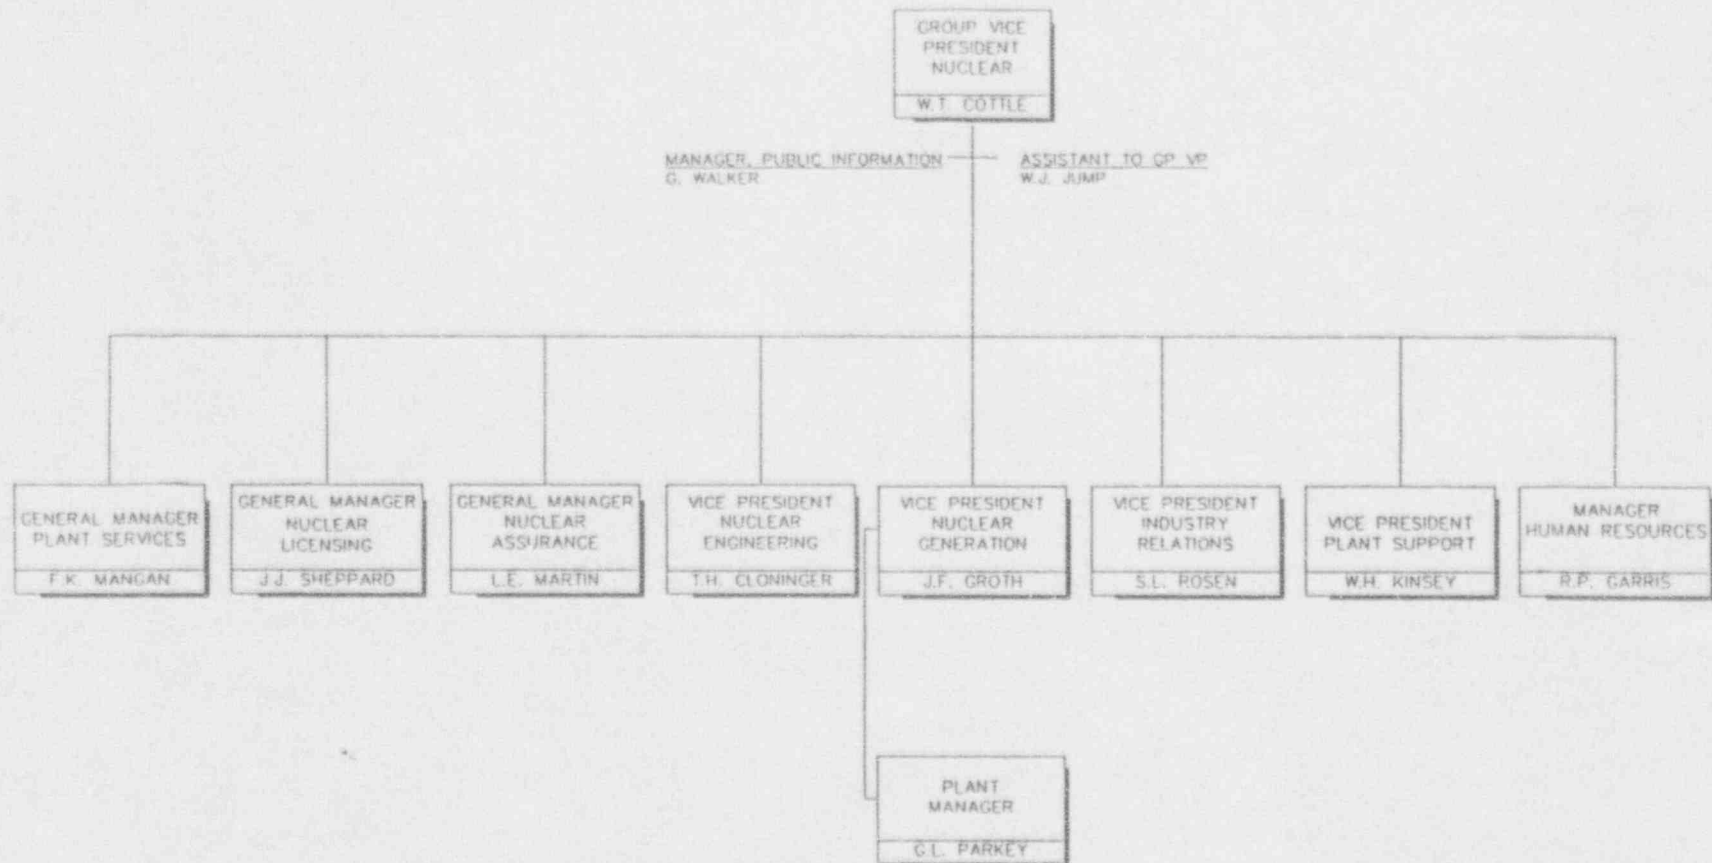 GROUP VICE
PRESIDENT
NUCLEAR
W.T. COTTLE
MANAGER, PUBLIC INFORMATION
G. WALKER
ASSISTANT TO GP VP
W.J. JUMP
GENERAL MANAGER
PLANT SERVICES
F.K. MANGAN
GENERAL MANAGER
NUCLEAR
LICENSING
J.J. SHEPPARD
GENERAL MANAGER
NUCLEAR
ASSURANCE
L.E. MARTIN
VICE PRESIDENT
NUCLEAR
ENGINEERING
T.H. CLONINGER
VICE PRESIDENT
NUCLEAR
GENERATION
J.F. GROTH
VICE PRESIDENT
INDUSTRY
RELATIONS
S.L. ROSEN
VICE PRESIDENT
PLANT SUPPORT
W.H. KINSEY
MANAGER
HUMAN RESOURCES
R.P. GARRIS
PLANT
MANAGER
G.L. PARKEY